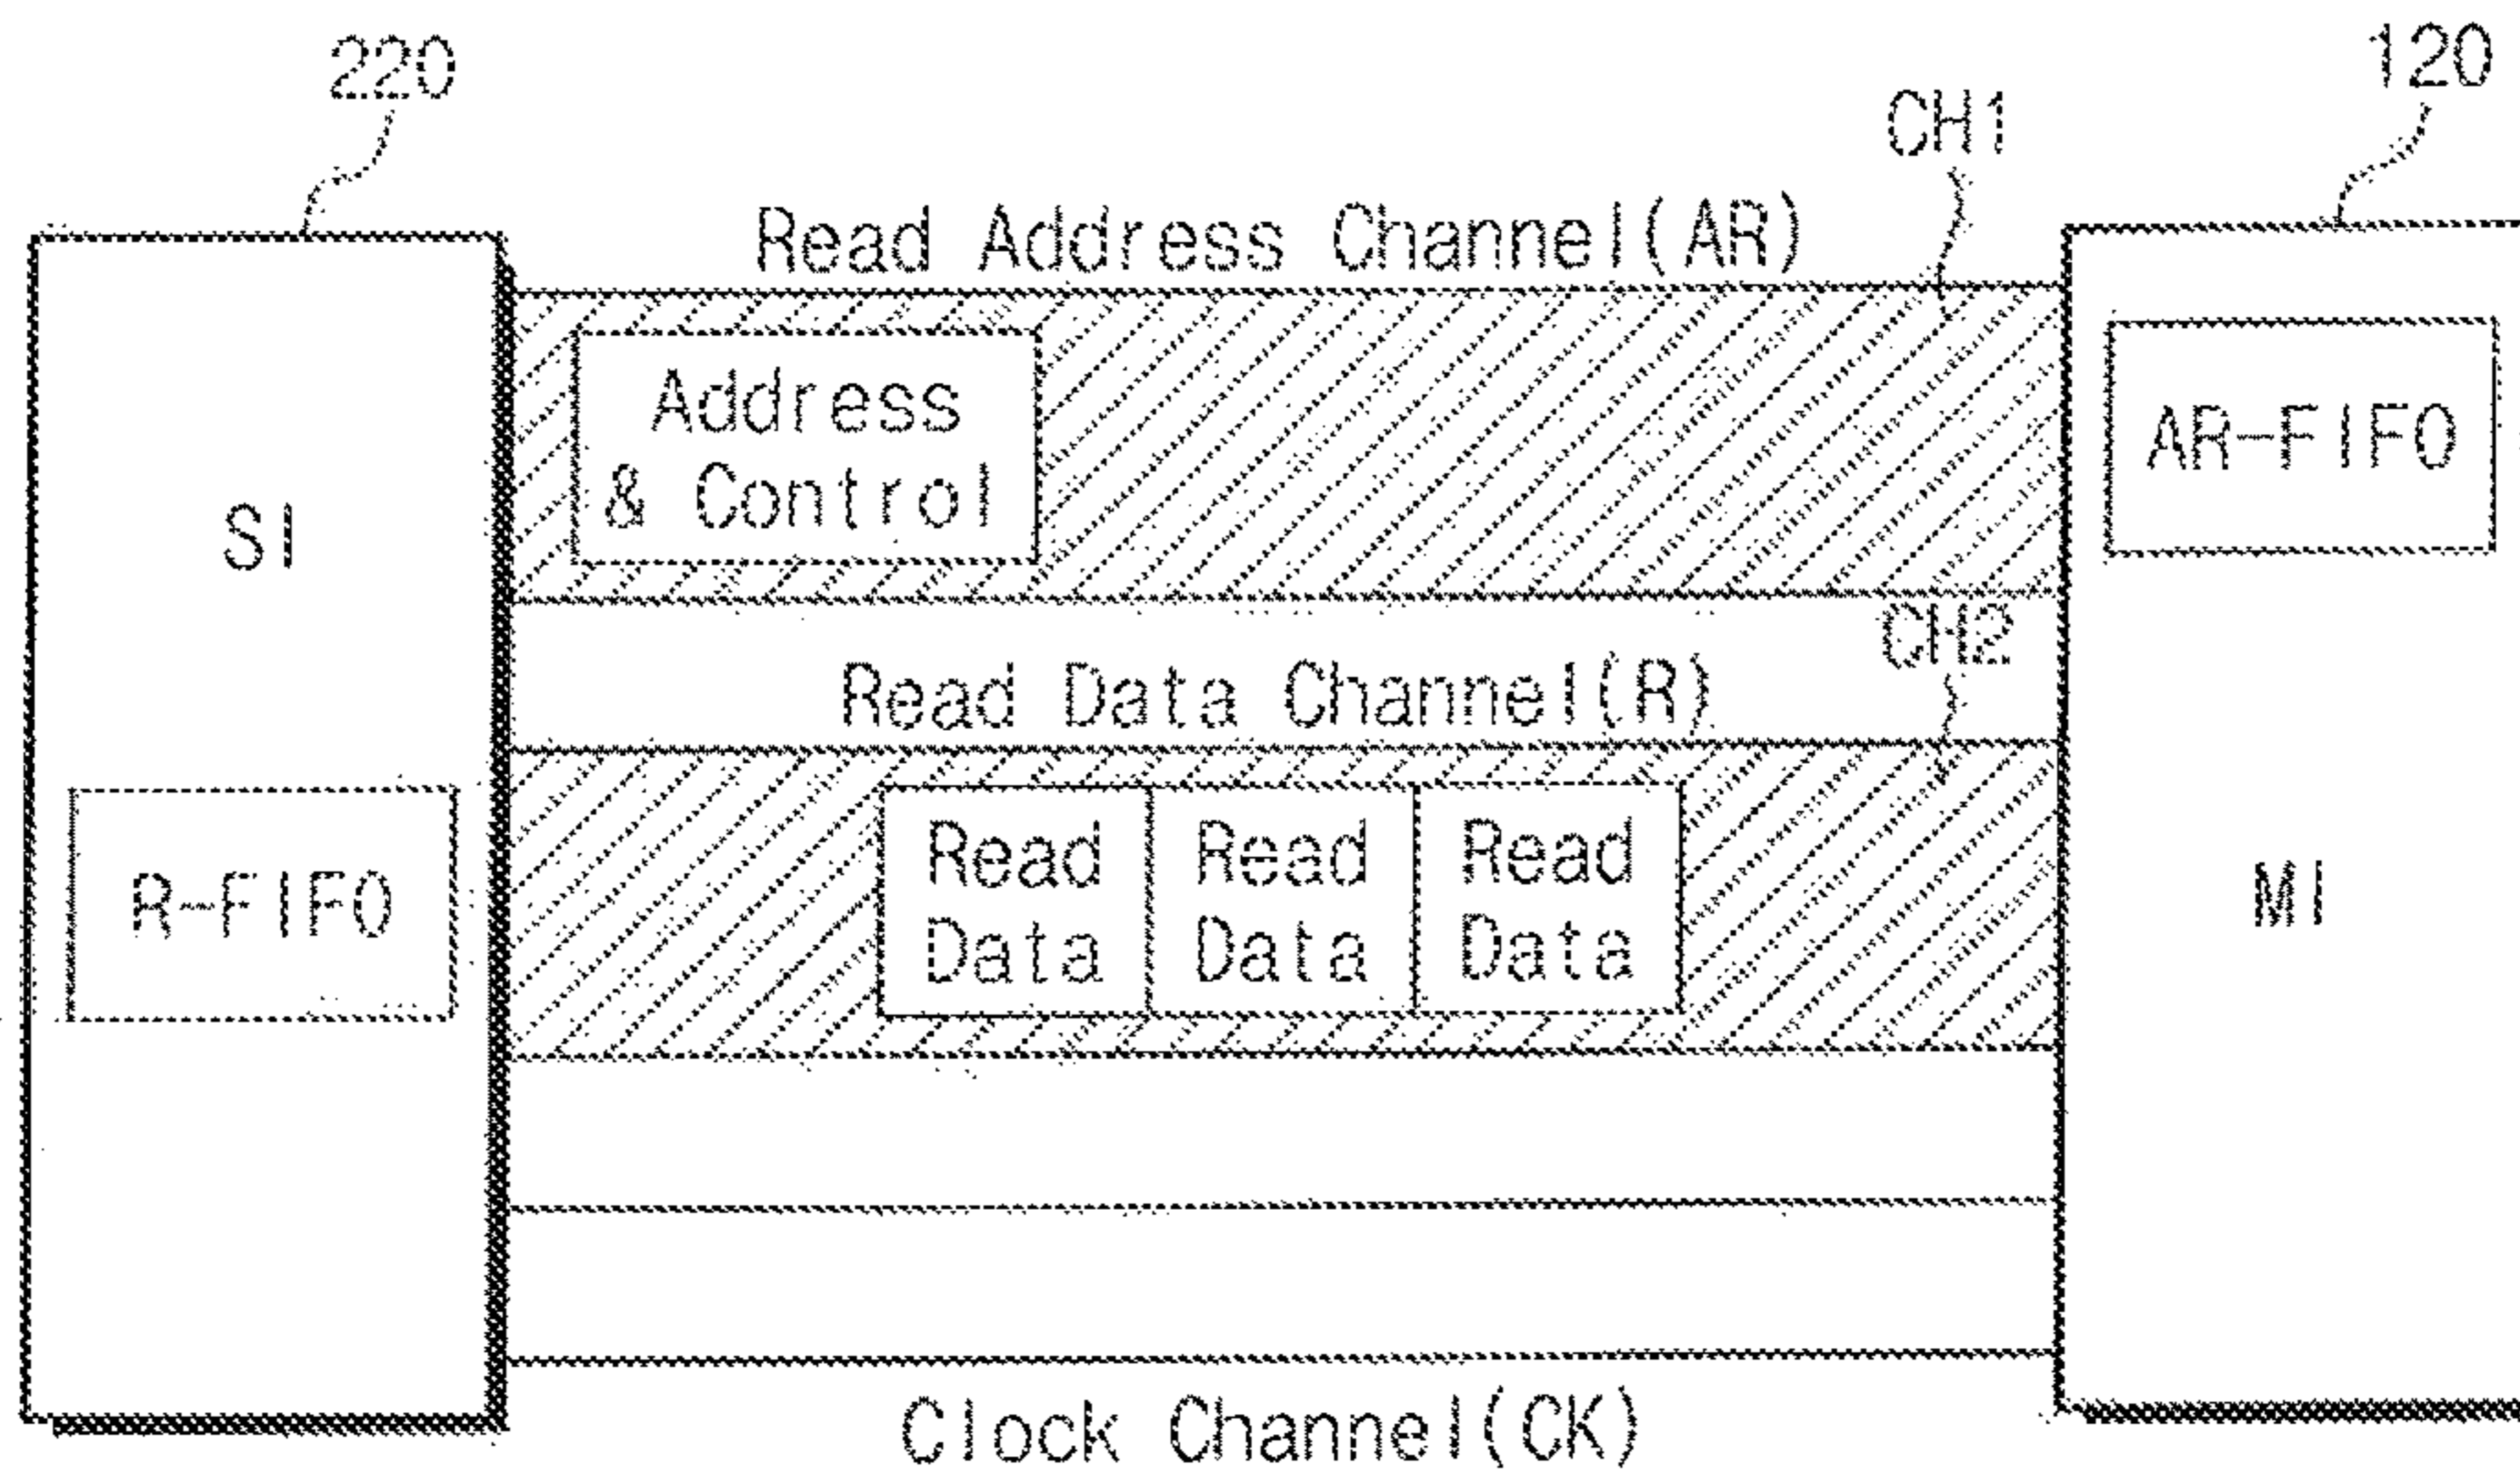 220
120
CH1
Read Address Channel(AR)
Address
& Control
AR-FIFO
SI
CH2
Read Data Channel(R)
Read Read Read
Data Data Data
R-FIFO
MI
Clock Channel(CK)